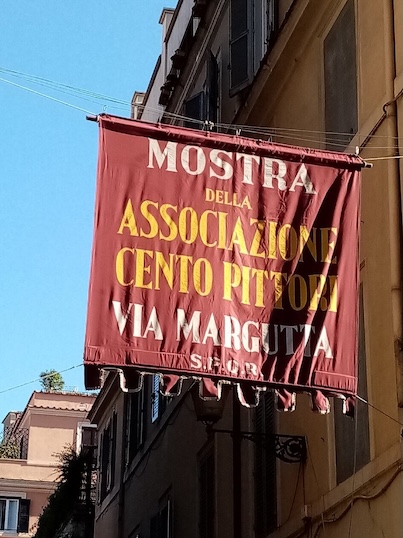 MOSTRA
DELLA
ASSOCIAZIONE
CENTO PITTORI
VIA MARGUTTA
S.P.Q.R.